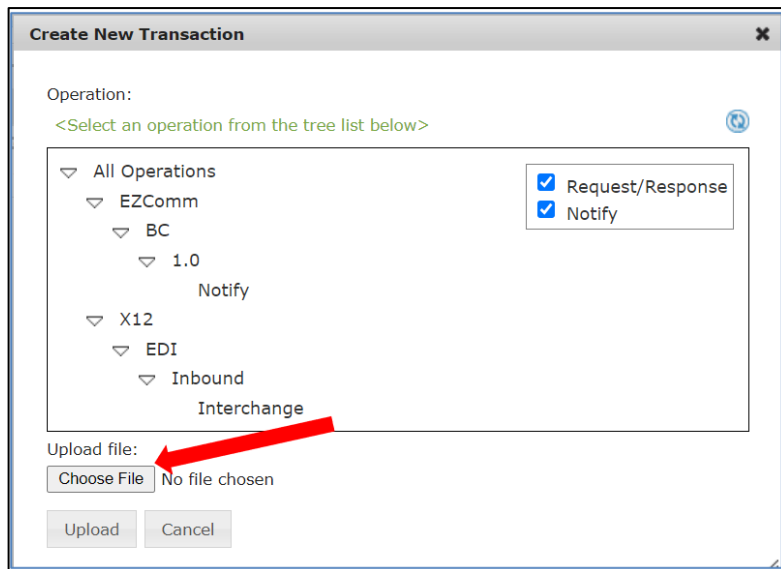 Create New Transaction
Operation:
<Select an operation from the tree list below>
All Operations
Request/Response
EZComm
Notify
BC
1.0
Notify
X12
EDI
Inbound
Interchange
Upload file:
Choose File No file chosen
Upload Cancel